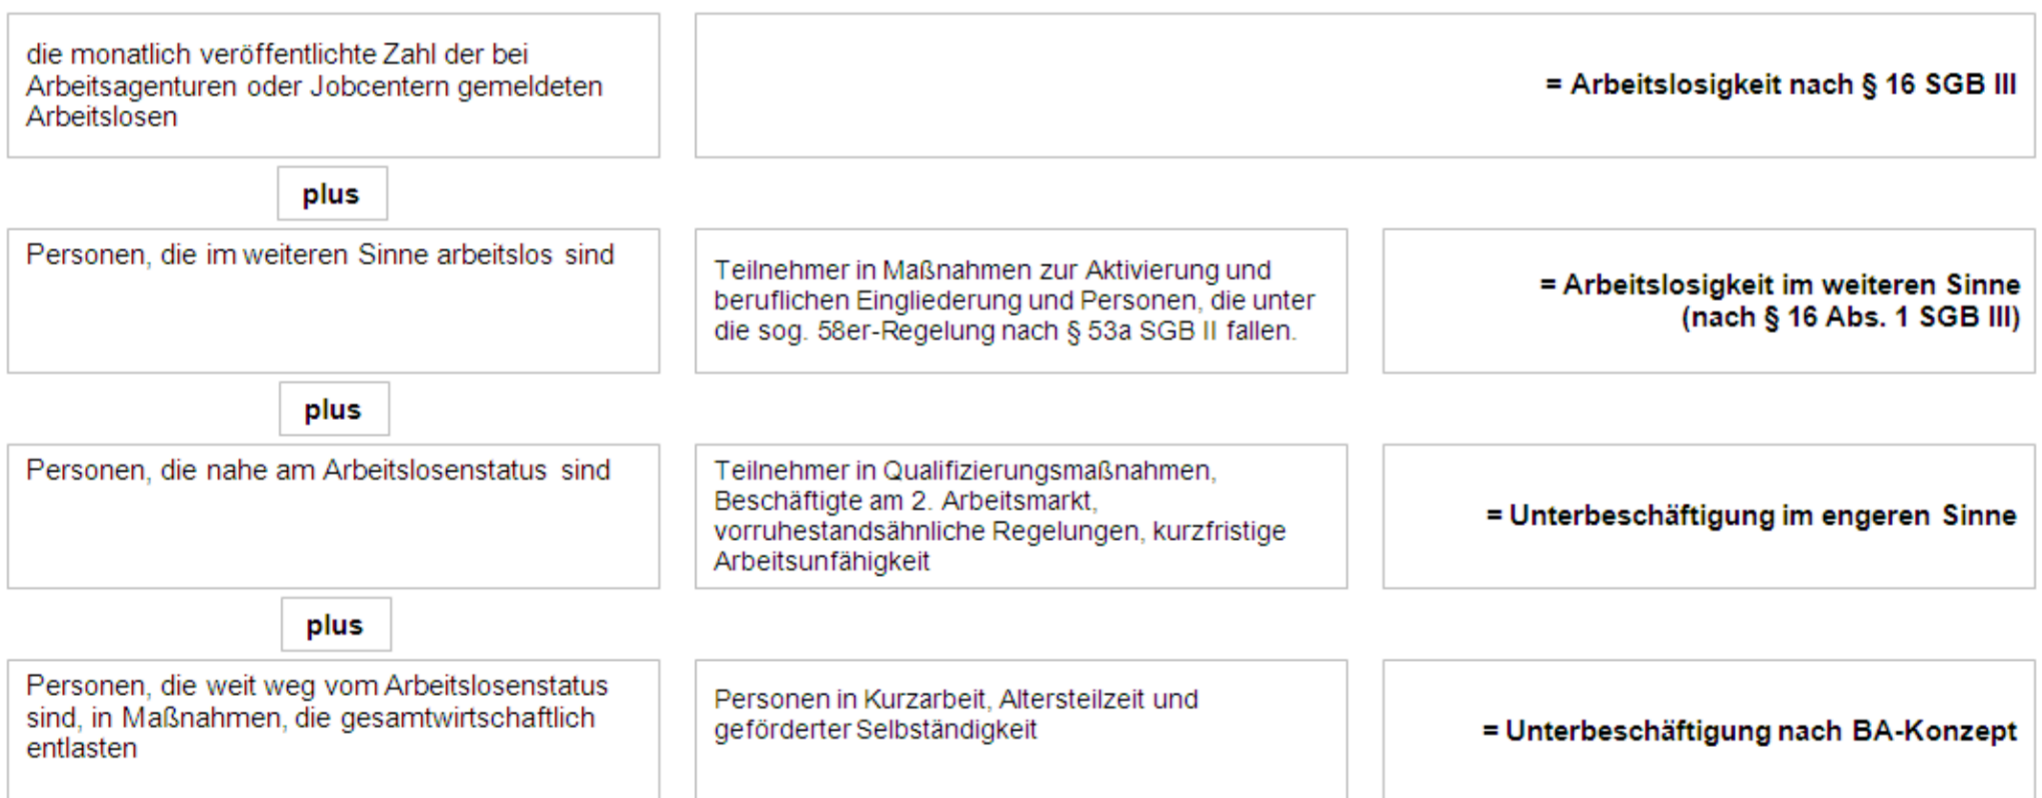 die monatlich veröffentlichte Zahl der bei
Arbeitsagenturen oder Jobcentern gemeldeten
Arbeitslosen
= Arbeitslosigkeit nach § 16 SGB III
plus
Personen, die im weiteren Sinne arbeitslos sind
Teilnehmer in Maßnahmen zur Aktivierung und
beruflichen Eingliederung und Personen, die unter
die sog. 58er-Regelung nach § 53a SGB II fallen.
= Arbeitslosigkeit im weiteren Sinne
(nach § 16 Abs. 1 SGB III)
plus
Personen, die nahe am Arbeitslosenstatus sind
Teilnehmer in Qualifizierungsmaßnahmen,
Beschäftigte am 2. Arbeitsmarkt,
vorruhestandsähnliche Regelungen, kurzfristige
Arbeitsunfähigkeit
= Unterbeschäftigung im engeren Sinne
plus
Personen, die weit weg vom Arbeitslosenstatus
sind, in Maßnahmen, die gesamtwirtschaftlich
entlasten
Personen in Kurzarbeit, Altersteilzeit und
geförderter Selbständigkeit
= Unterbeschäftigung nach BA-Konzept